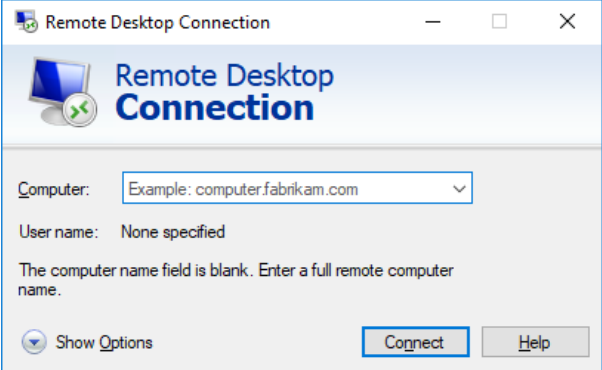 Remote Desktop Connection
Remote Desktop
Connection
Computer: Example: computer.fabrikam.com
User name: None specified
The computer name field is blank. Enter a full remote computer
name.
Show Options Connect Help